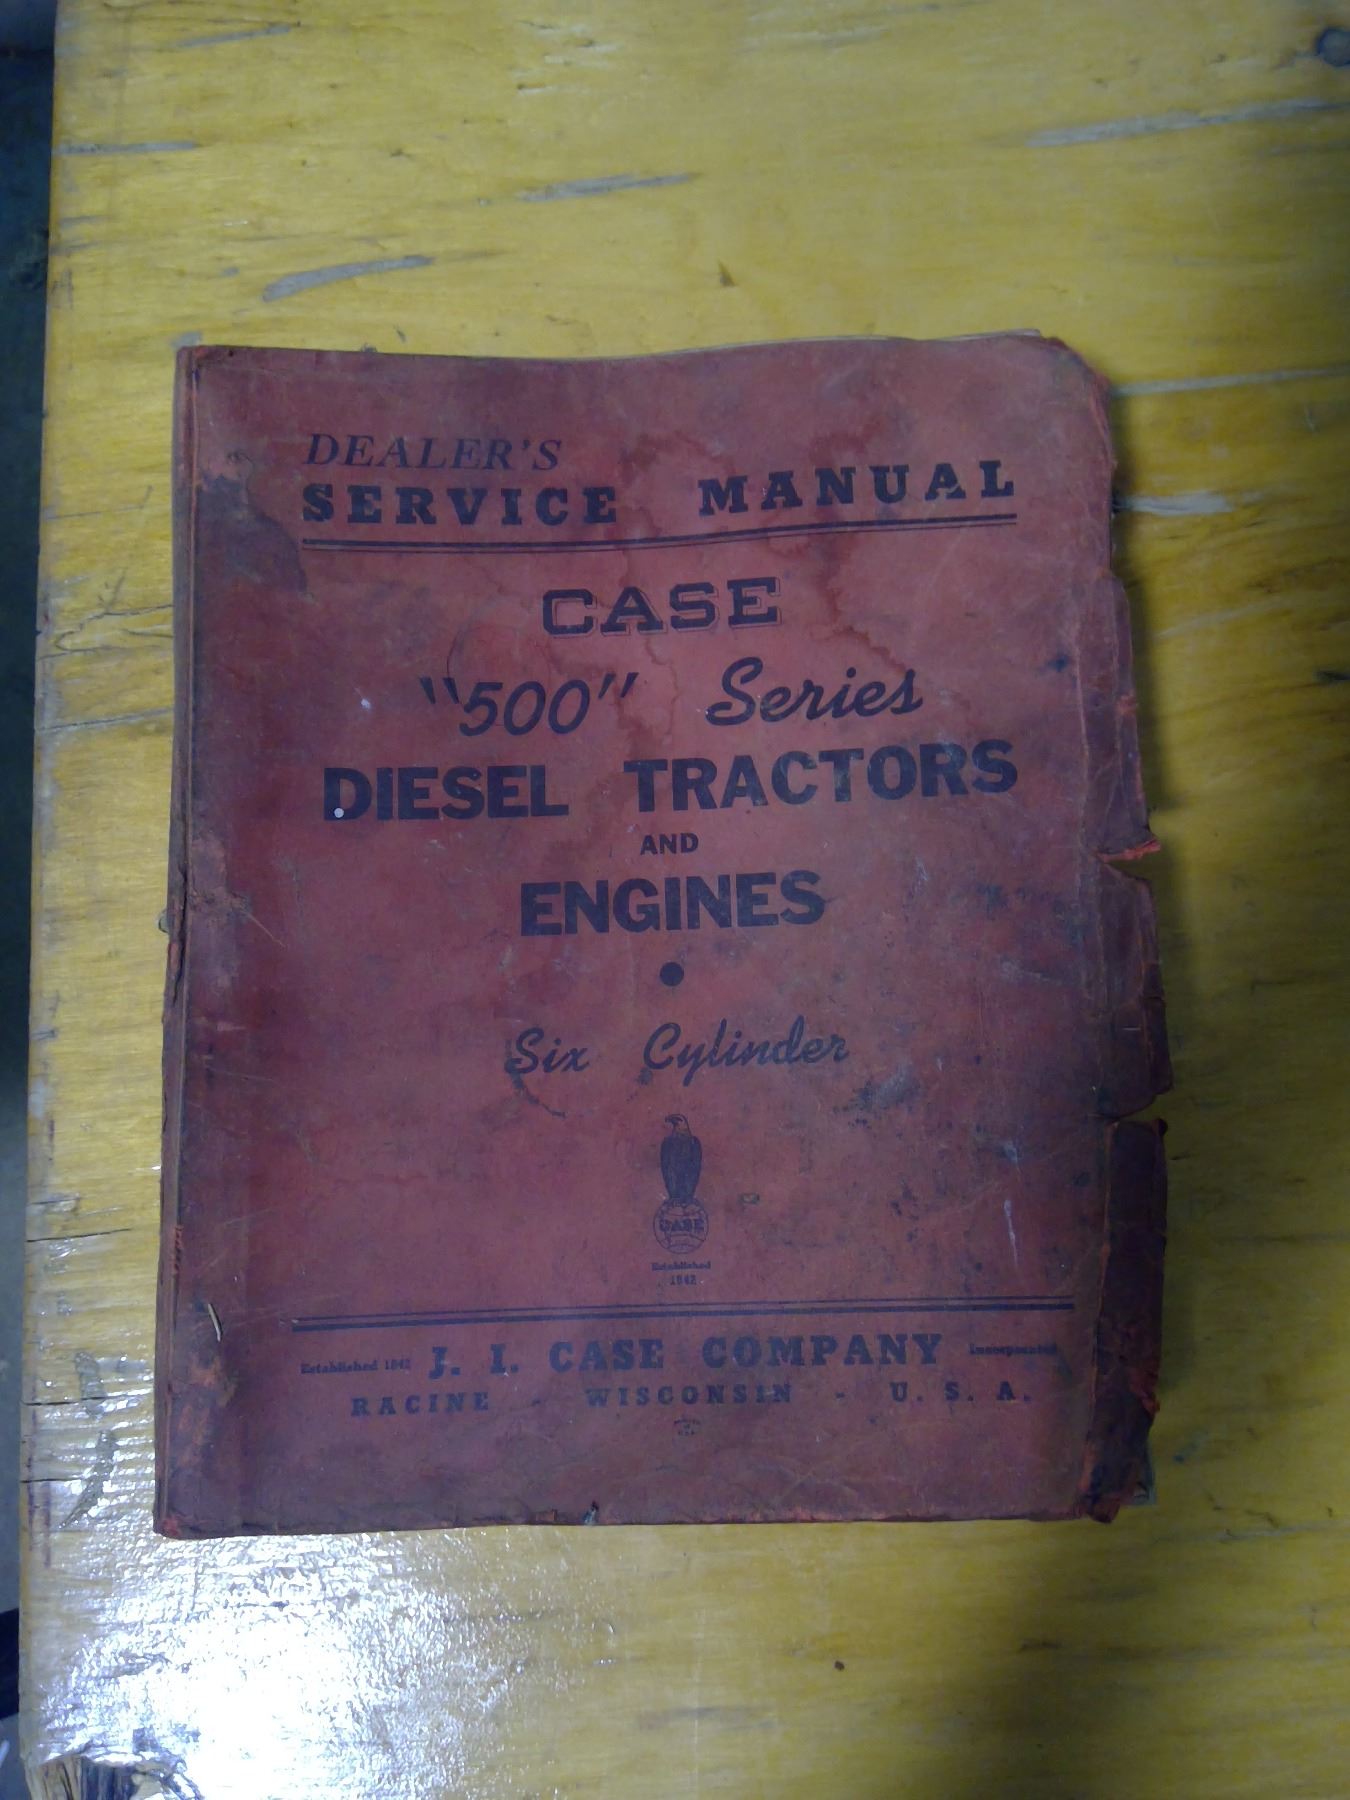 DEALER'S
SERVICE MANUAL
CASE
"500" Series
DIESEL TRACTORS
AND
ENGINES
Six Cylinder
CASE
Established
1842
Established 1842 J. I. CASE COMPANY Incorporated
RACINE - WISCONSIN - U. S. A.